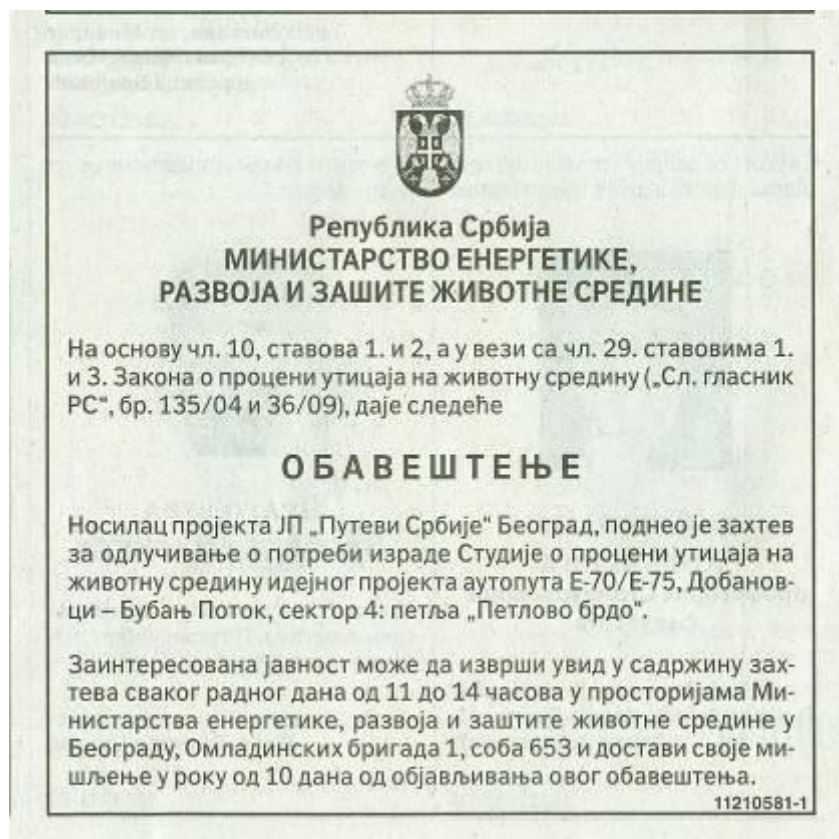 Република Србија
МИНИСТАРСТВО ЕНЕРГЕТИКЕ,
РАЗВОЈА И ЗАШИТЕ ЖИВОТНЕ СРЕДИНЕ
На основу чл. 10, ставова 1. и 2, а у вези са чл. 29. ставовима 1.
и 3. Закона о процени утицаја на животну средину („Сл. гласник
РС“, бр. 135/04 и 36/09), даје следеће
ОБАВЕШТЕЊЕ
Носилац пројекта ЈП „Путеви Србије“ Београд, поднео је захтев
за одлучивање о потреби израде Студије о процени утицаја на
животну средину идејног пројекта аутопута Е-70/Е-75, Добанов-
ци – Бубањ Поток, сектор 4: петља „Петлово брдо“.
Заинтересована јавност може да изврши увид у садржину зах-
тева сваког радног дана од 11 до 14 часова у просторијама Ми-
нистарства енергетике, развоја и заштите животне средине у
Београду, Омладинских бригада 1, соба 653 и достави своје ми-
шљење у року од 10 дана од објављивања овог обавештења.
11210581-1